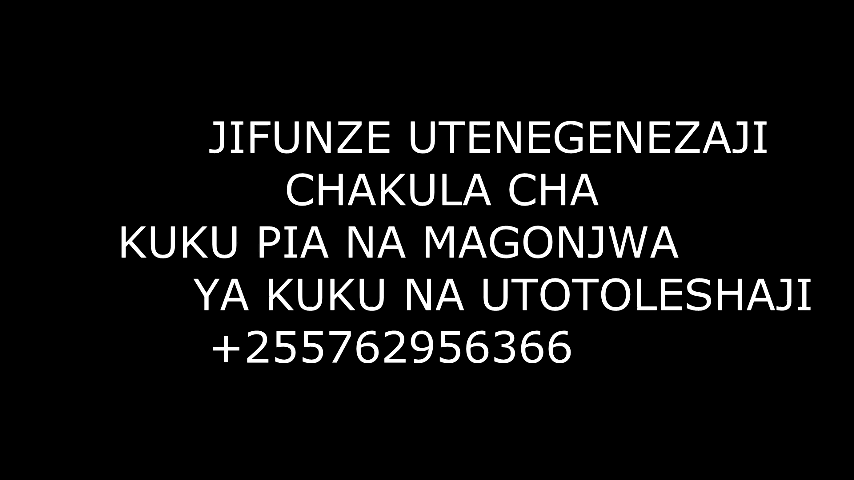 JIFUNZE UTENEGENEZAJI
CHAKULA CHA
KUKU PIA NA MAGONJWA
YA KUKU NA UTOTOLESHAJI
+255762956366